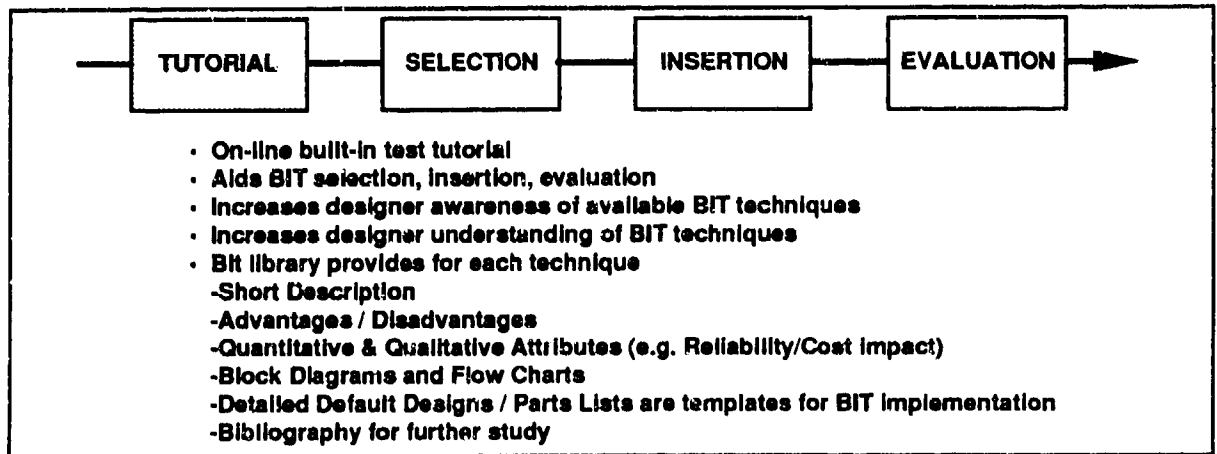 TUTORIAL SELECTION INSERTION EVALUATION
· On-line built-in test tutorial
· Aids BIT selection, insertion, evaluation
· Increases designer awareness of available BIT techniques
· Increases designer understanding of BIT techniques
· Bit library provides for each technique
-Short Description
-Advantages / Disadvantages
-Quantitative & Qualitative Attributes (e.g. Reliability/Cost impact)
-Block Diagrams and Flow Charts
-Detailed Default Designs / Parts Lists are templates for BIT implementation
-Bibliography for further study